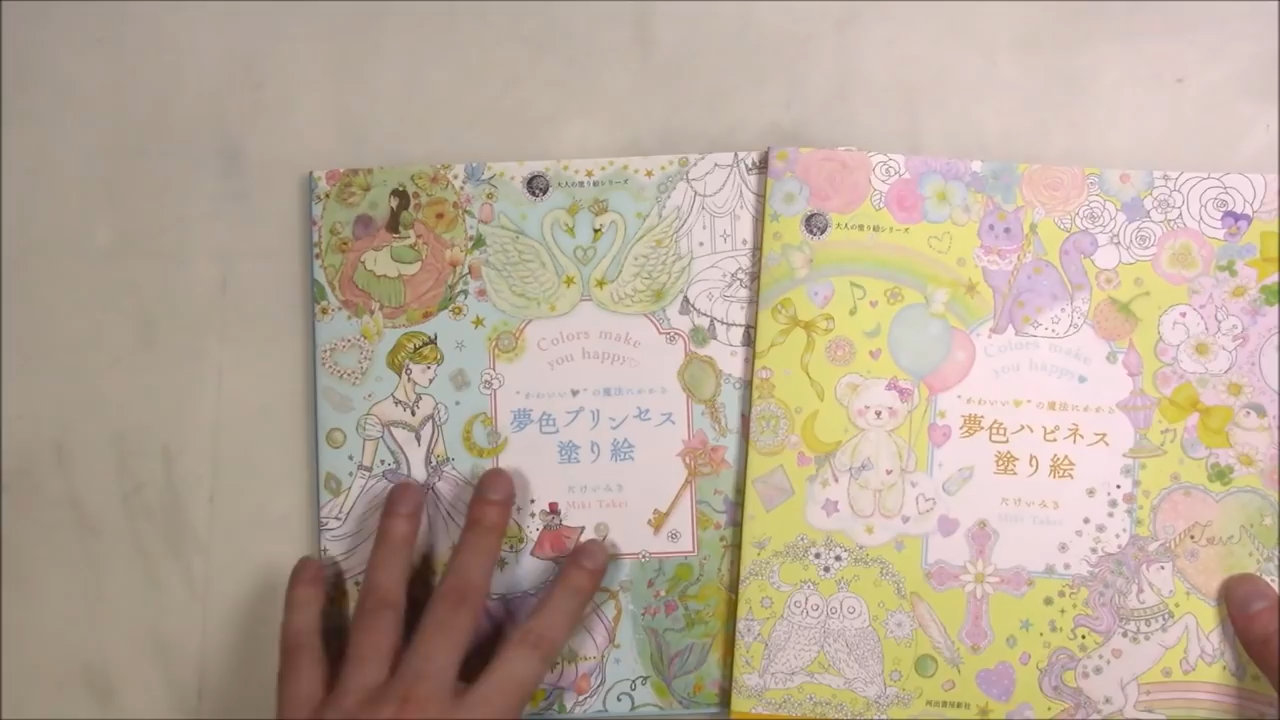 大人の塗り絵シリーズ
Colors make
you happy♡
"かわいい♥"の魔法にかかる
夢色プリンセス
塗り絵
たけいみき
Miki Takei
大人の塗り絵シリーズ
Colors make
you happy♥
"かわいい♥"の魔法にかかる
夢色ハピネス
塗り絵
たけいみき
Miki Takei
Love
河出書房新社